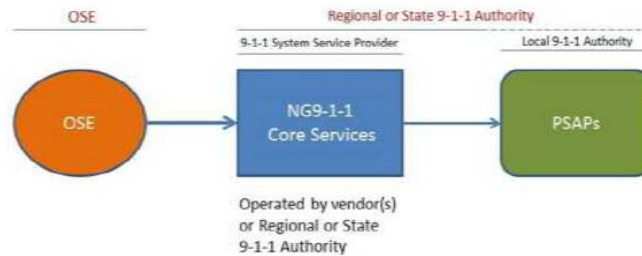 OSE
Regional or State 9-1-1 Authority
9-1-1 System Service Provider
Local 9-1-1 Authority
OSE
NG9-1-1
Core Services
PSAPs
Operated by vendor(s)
or Regional or State
9-1-1 Authority